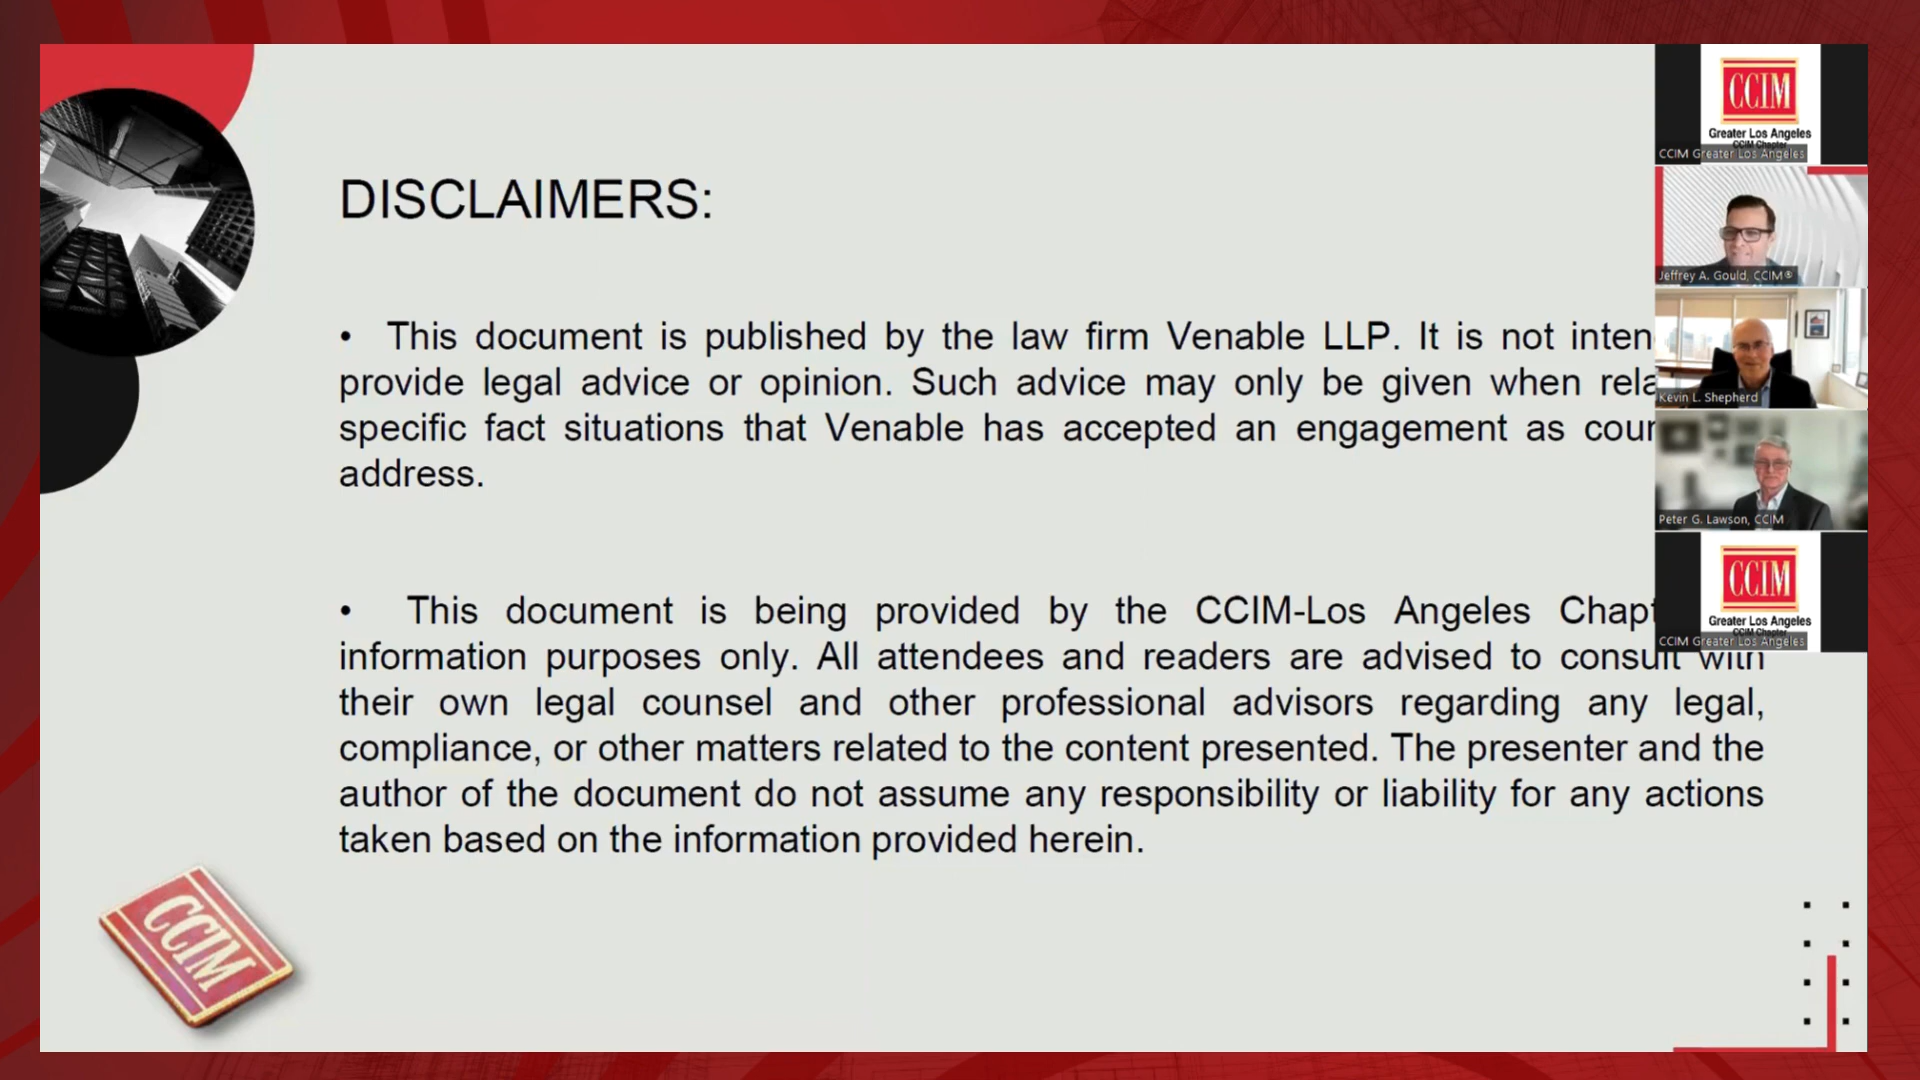 DISCLAIMERS:
• This document is published by the law firm Venable LLP. It is not
provide legal advice or opinion. Such advice may only be given when
specific fact situations that Venable has accepted an engagement as
address.
• This document is being provided by the CCIM-Los Angeles
information purposes only. All attendees and readers are advised to consult with
their own legal counsel and other professional advisors regarding any legal,
compliance, or other matters related to the content presented. The presenter and the
author of the document do not assume any responsibility or liability for any actions
taken based on the information provided herein.
CCIM
CCIM
Greater Los Angeles
CCIM Chapter
CCIM Greater Los Angeles
Jeffrey A. Gould, CCIM®
Kevin L. Shepherd
Peter G. Lawson, CCIM
CCIM
Greater Los Angeles
CCIM Chapter
CCIM Greater Los Angeles